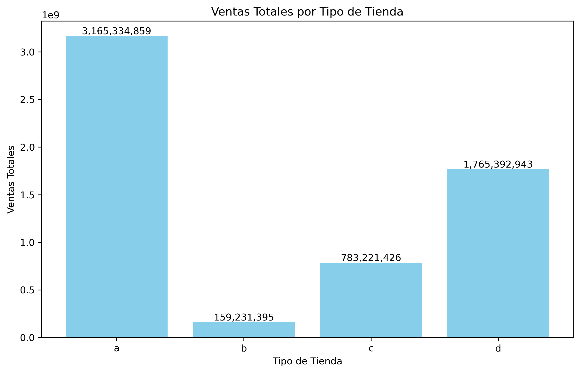 Ventas Totales por Tipo de Tienda
1e9
3,165,334,859
3.0
2.5
2.0
1,765,392,943
1.5
Ventas Totales
1.0
783,221,426
0.5
159,231,395
0.0
a b c d
Tipo de Tienda